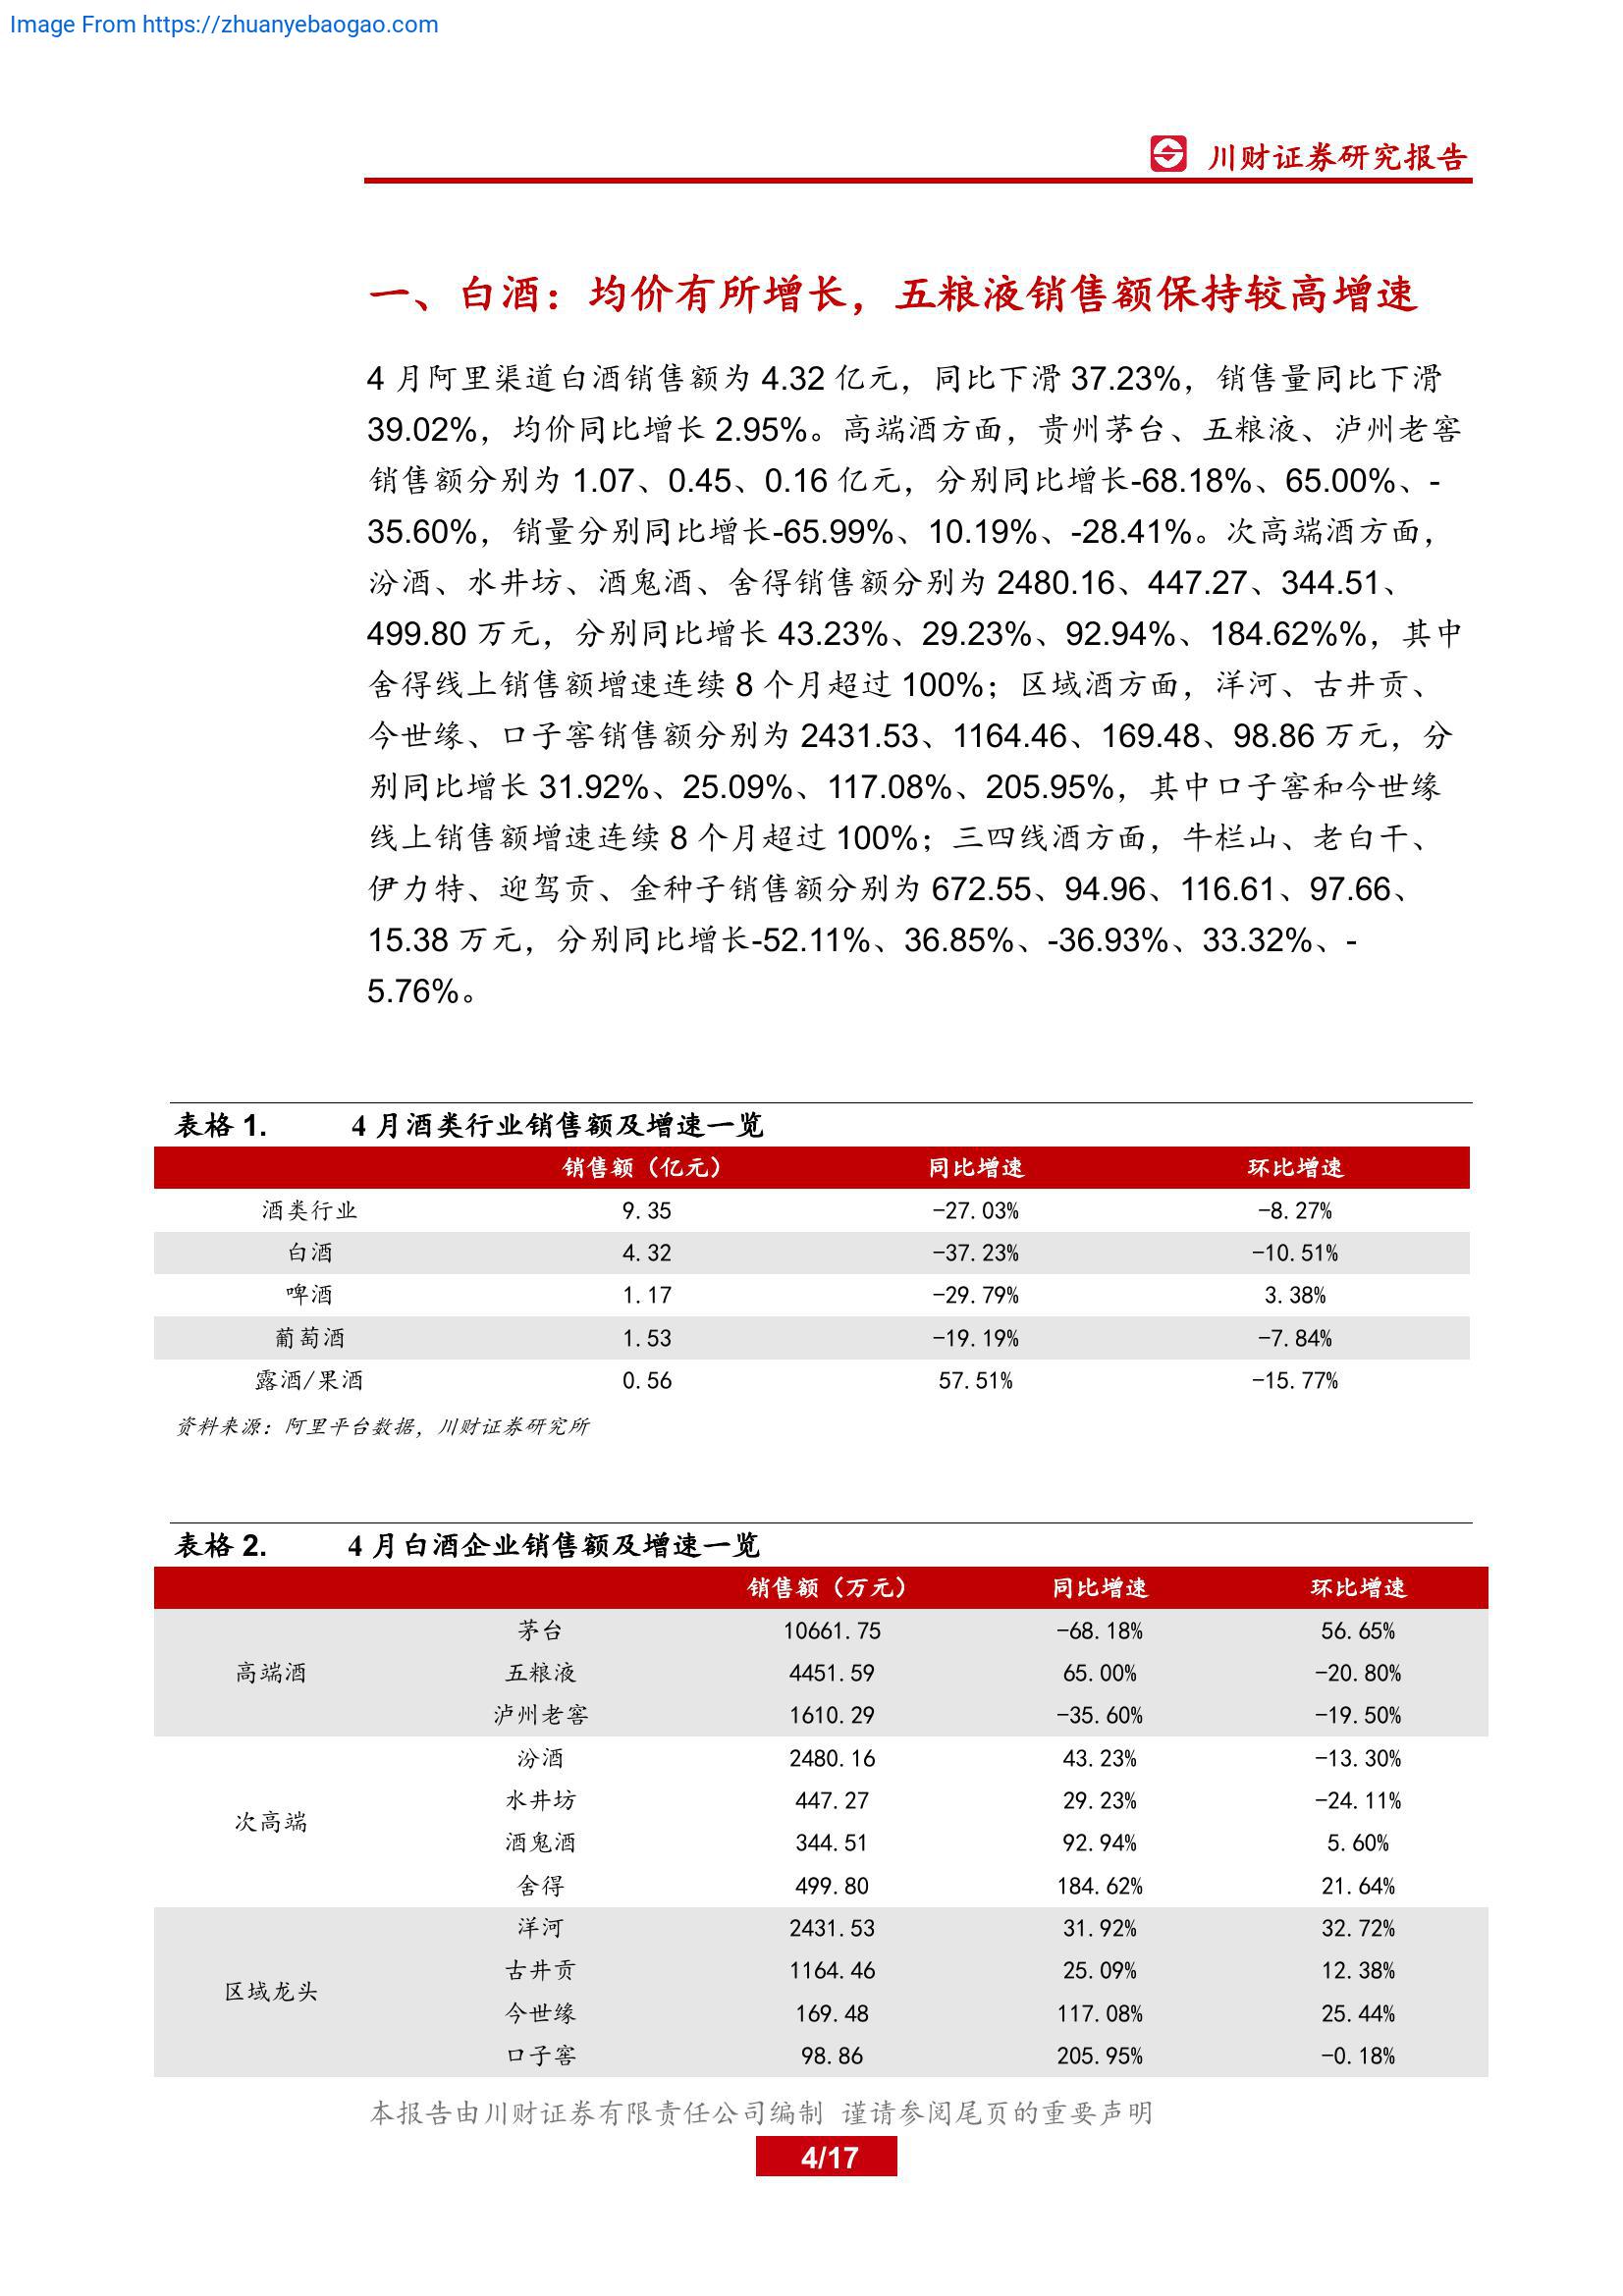 Image From https://zhuanyebaogao.com
川财证券研究报告
一、白酒：均价有所增长，五粮液销售额保持较高增速
4 月阿里渠道白酒销售额为 4.32 亿元，同比下滑 37.23%，销售量同比下滑
39.02%，均价同比增长 2.95%。高端酒方面，贵州茅台、五粮液、泸州老窖
销售额分别为 1.07、0.45、0.16 亿元，分别同比增长-68.18%、65.00%、-
35.60%，销量分别同比增长-65.99%、10.19%、-28.41%。次高端酒方面，
汾酒、水井坊、酒鬼酒、舍得销售额分别为 2480.16、447.27、344.51、
499.80 万元，分别同比增长 43.23%、29.23%、92.94%、184.62%%，其中
舍得线上销售额增速连续 8 个月超过 100%；区域酒方面，洋河、古井贡、
今世缘、口子窖销售额分别为 2431.53、1164.46、169.48、98.86 万元，分
别同比增长 31.92%、25.09%、117.08%、205.95%，其中口子窖和今世缘
线上销售额增速连续 8 个月超过 100%；三四线酒方面，牛栏山、老白干、
伊力特、迎驾贡、金种子销售额分别为 672.55、94.96、116.61、97.66、
15.38 万元，分别同比增长-52.11%、36.85%、-36.93%、33.32%、-
5.76%。
表格 1. 4 月酒类行业销售额及增速一览
销售额（亿元） 同比增速 环比增速
酒类行业 9.35 -27.03% -8.27%
白酒 4.32 -37.23% -10.51%
啤酒 1.17 -29.79% 3.38%
葡萄酒 1.53 -19.19% -7.84%
露酒/果酒 0.56 57.51% -15.77%
资料来源：阿里平台数据，川财证券研究所
表格 2. 4 月白酒企业销售额及增速一览
销售额（万元） 同比增速 环比增速
茅台 10661.75 -68.18% 56.65%
高端酒 五粮液 4451.59 65.00% -20.80%
泸州老窖 1610.29 -35.60% -19.50%
汾酒 2480.16 43.23% -13.30%
水井坊 447.27 29.23% -24.11%
次高端
酒鬼酒 344.51 92.94% 5.60%
舍得 499.80 184.62% 21.64%
洋河 2431.53 31.92% 32.72%
古井贡 1164.46 25.09% 12.38%
区域龙头
今世缘 169.48 117.08% 25.44%
口子窖 98.86 205.95% -0.18%
本报告由川财证券有限责任公司编制 谨请参阅尾页的重要声明
4/17